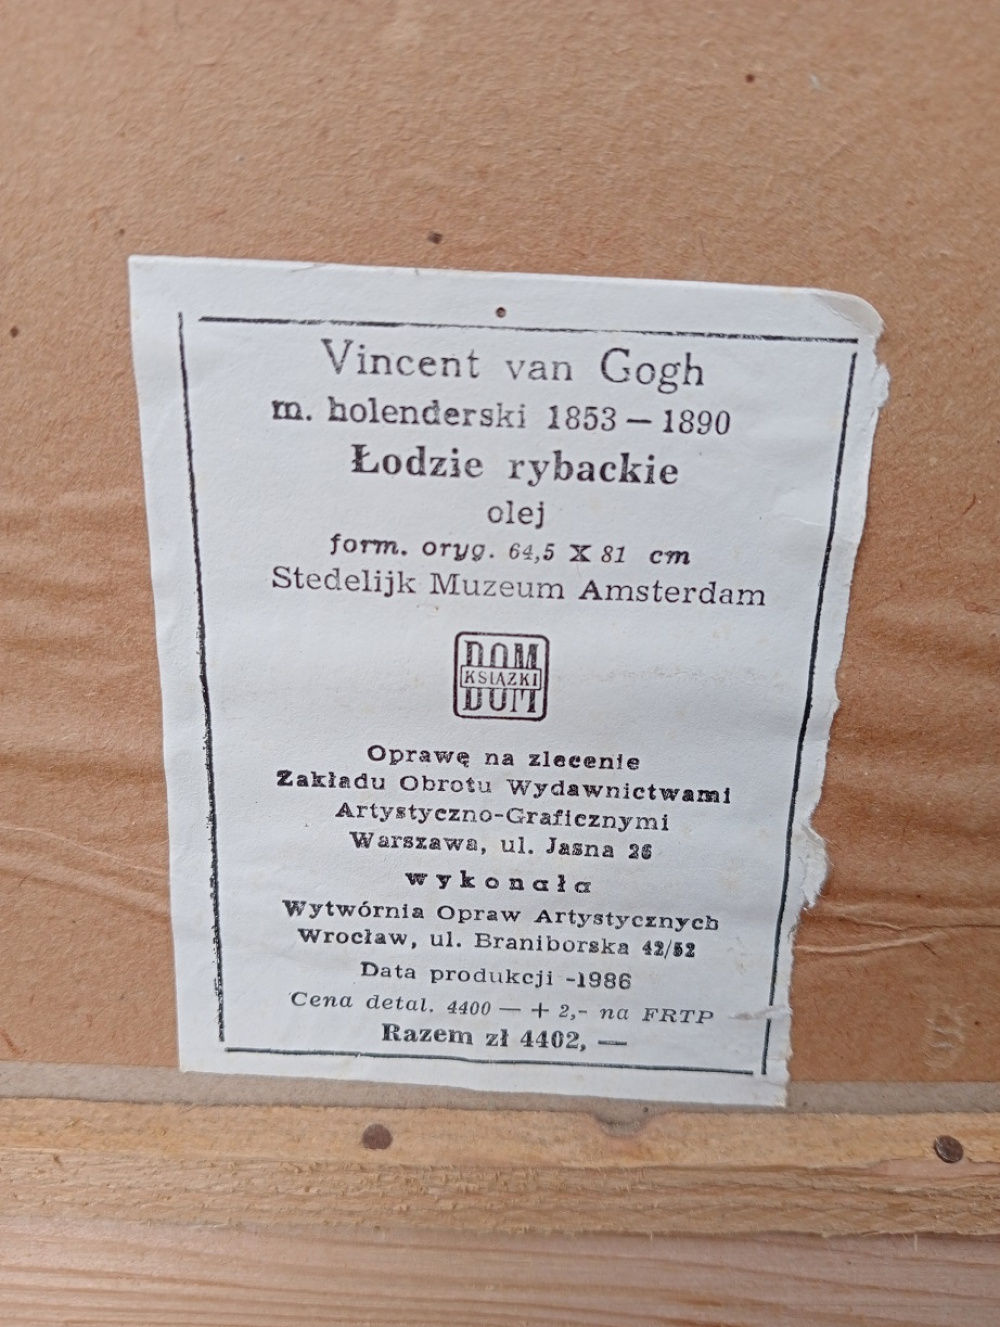 Vincent van Gogh
m. holenderski 1853 — 1890
Łodzie rybackie
olej
form. oryg. 64,5 X 81 cm
Stedelijk Muzeum Amsterdam
DOM
KSIĄŻKI
DOM
Oprawę na zlecenie
Zakładu Obrotu Wydawnictwami
Artystyczno-Graficznymi
Warszawa, ul. Jasna 26
wykonała
Wytwórnia Opraw Artystycznych
Wrocław, ul. Braniborska 42/52
Data produkcji -1986
Cena detal. 4400 — + 2,- na FRTP
Razem zł 4402, —